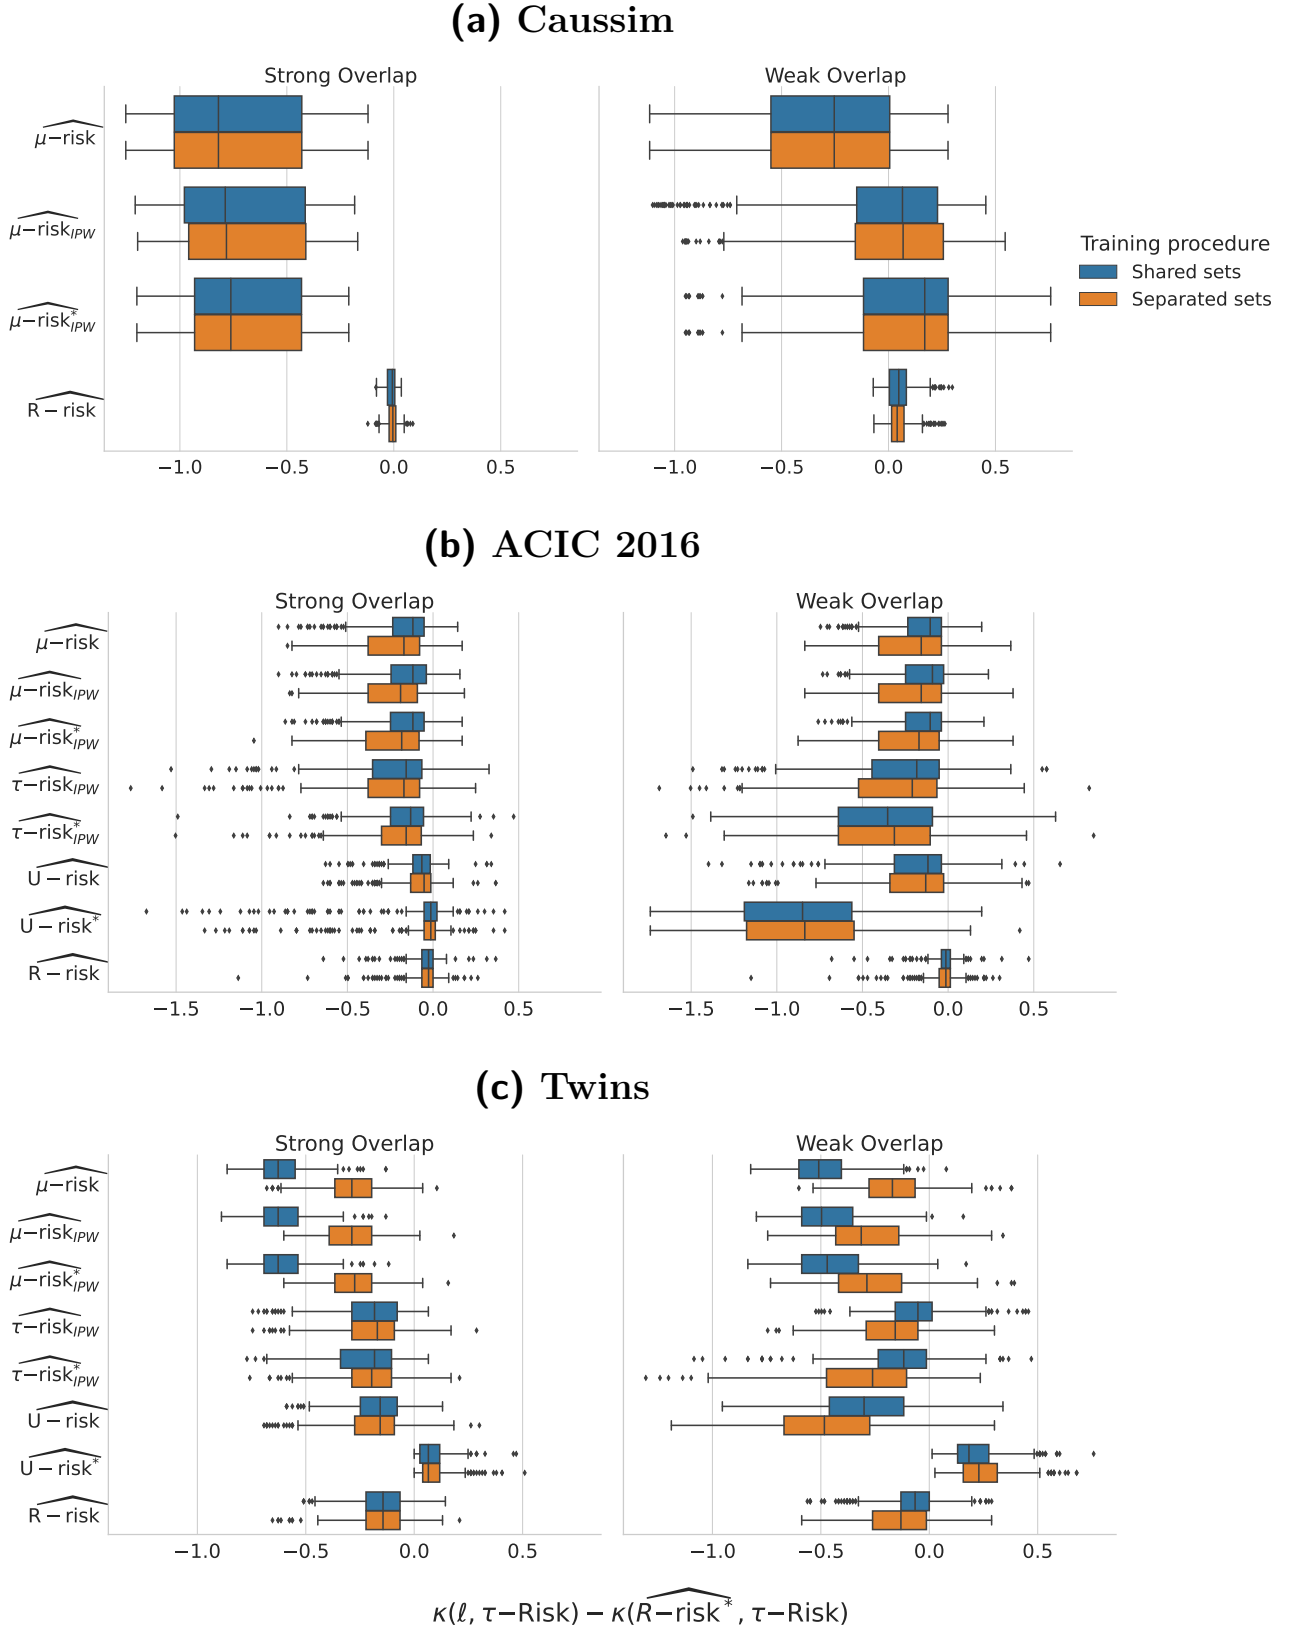 (a) Caussim
Strong Overlap Weak Overlap
μ−risk
μ−risk_IPW
μ−risk*_IPW
R − risk
Training procedure
Shared sets
Separated sets
−1.0 −0.5 0.0 0.5 −1.0 −0.5 0.0 0.5
(b) ACIC 2016
Strong Overlap Weak Overlap
μ−risk
μ−risk_IPW
μ−risk*_IPW
τ−risk_IPW
τ−risk*_IPW
U − risk
U − risk*
R − risk
−1.5 −1.0 −0.5 0.0 0.5 −1.5 −1.0 −0.5 0.0 0.5
(c) Twins
Strong Overlap Weak Overlap
μ−risk
μ−risk_IPW
μ−risk*_IPW
τ−risk_IPW
τ−risk*_IPW
U − risk
U − risk*
R − risk
−1.0 −0.5 0.0 0.5 −1.0 −0.5 0.0 0.5
κ(ℓ, τ−Risk) − κ(R−risk*, τ−Risk)